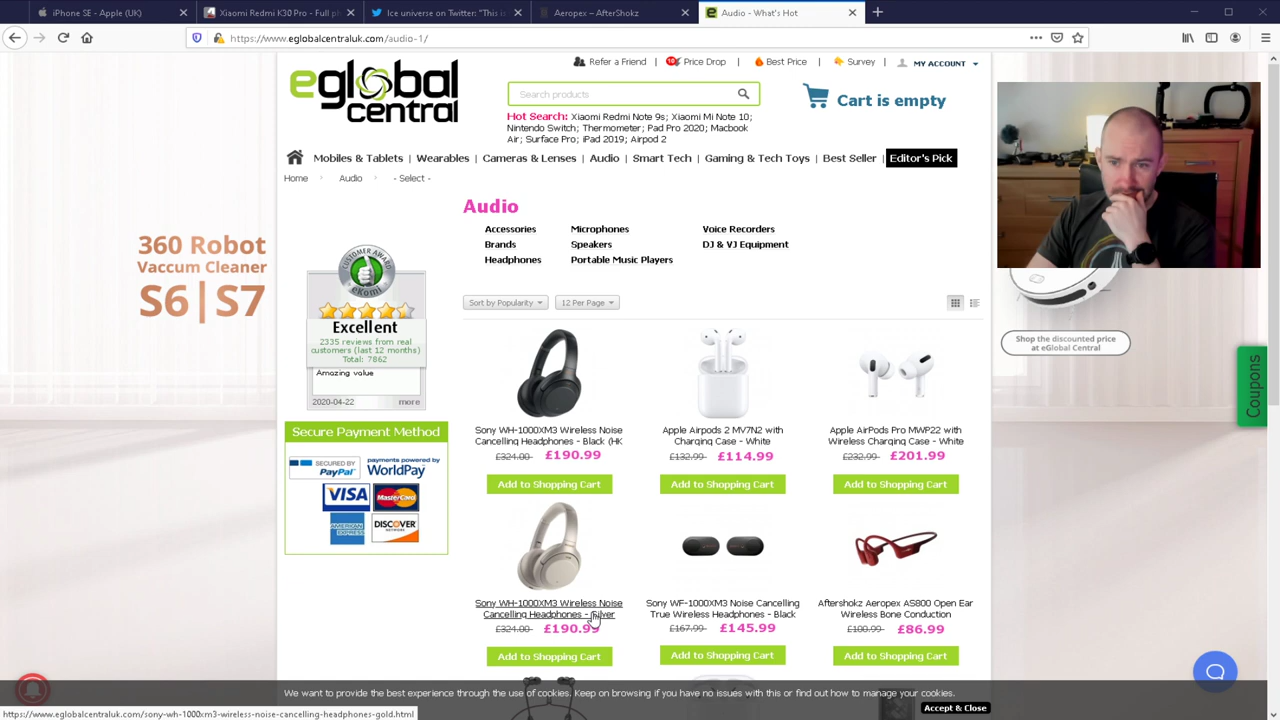 iPhone SE - Apple (UK)
Xiaomi Redmi K30 Pro - Full ph
Ice universe on Twitter: "This i
Aeropex – AfterShokz
Audio - What's Hot
https://www.eglobalcentraluk.com/audio-1/
Refer a Friend | Price Drop | Best Price | Survey | MY ACCOUNT
eglobal
central
Search products
Cart is empty
Hot Search: Xiaomi Redmi Note 9s; Xiaomi Mi Note 10;
Nintendo Switch; Thermometer; Pad Pro 2020; Macbook
Air; Surface Pro; iPad 2019; Airpod 2
Mobiles & Tablets | Wearables | Cameras & Lenses | Audio | Smart Tech | Gaming & Tech Toys | Best Seller | Editor's Pick
Home Audio - Select -
Audio
Accessories Microphones Voice Recorders
Brands Speakers DJ & VJ Equipment
Headphones Portable Music Players
360 Robot
Vaccum Cleaner
S6|S7
CUSTOMER AWARD
eKomi
Excellent
2335 reviews from real
customers (last 12 months)
Total: 7862
Amazing value
2020-04-22 more
Secure Payment Method
SECURED BY
PayPal
payments powered by
WorldPay
VISA
MasterCard
AMERICAN
EXPRESS
DISCOVER
NETWORK
Sort by Popularity 12 Per Page
Shop the discounted price
at eGlobal Central
Coupons
Sony WH-1000XM3 Wireless Noise
Cancelling Headphones - Black (HK
£324.00 £190.99
Add to Shopping Cart
Apple Airpods 2 MV7N2 with
Charging Case - White
£132.99 £114.99
Add to Shopping Cart
Apple AirPods Pro MWP22 with
Wireless Charging Case - White
£232.99 £201.99
Add to Shopping Cart
Sony WH-1000XM3 Wireless Noise
Cancelling Headphones - Silver
£324.00 £190.99
Add to Shopping Cart
Sony WF-1000XM3 Noise Cancelling
True Wireless Headphones - Black
£167.99 £145.99
Add to Shopping Cart
Aftershokz Aeropex AS800 Open Ear
Wireless Bone Conduction
£100.99 £86.99
Add to Shopping Cart
We want to provide the best experience through the use of cookies. Keep on browsing if you have no issues with this or find out how to manage your cookies.
Accept & Close
https://www.eglobalcentraluk.com/sony-wh-1000xm3-wireless-noise-cancelling-headphones-gold.html